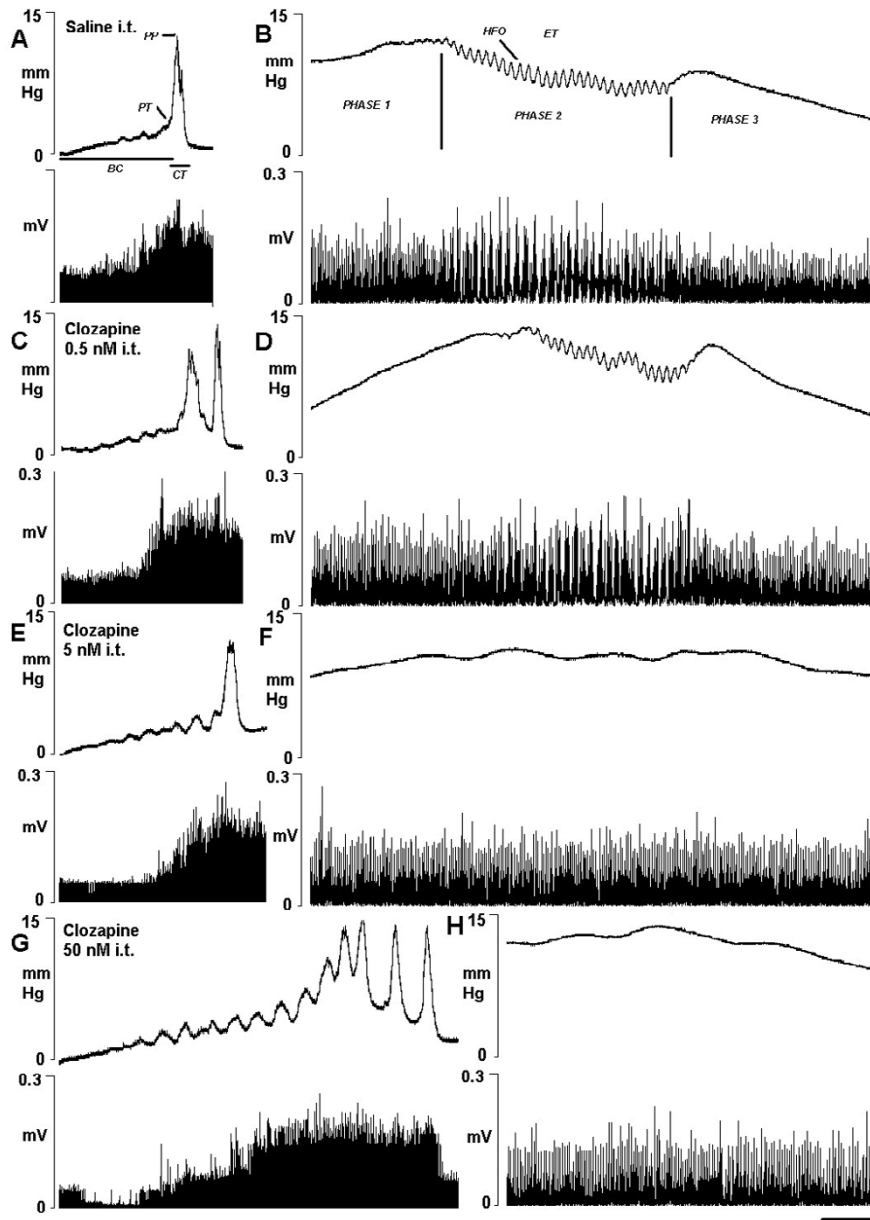 A
15
Saline i.t.
PP
mm
Hg
PT
0
BC
CT
mV
B
15
HFO
ET
PHASE 1
PHASE 2
PHASE 3
0
0.3
mV
0
C
15
Clozapine
0.5 nM i.t.
mm
Hg
0
0.3
mV
0
D
15
mm
Hg
0
0.3
mV
0
E
15
Clozapine
5 nM i.t.
mm
Hg
0
0.3
mV
0
F
15
mm
Hg
0
0.3
mV
0
G
15
Clozapine
50 nM i.t.
mm
Hg
0
0.3
mV
0
H
15
mm
Hg
0
0.3
mV
0